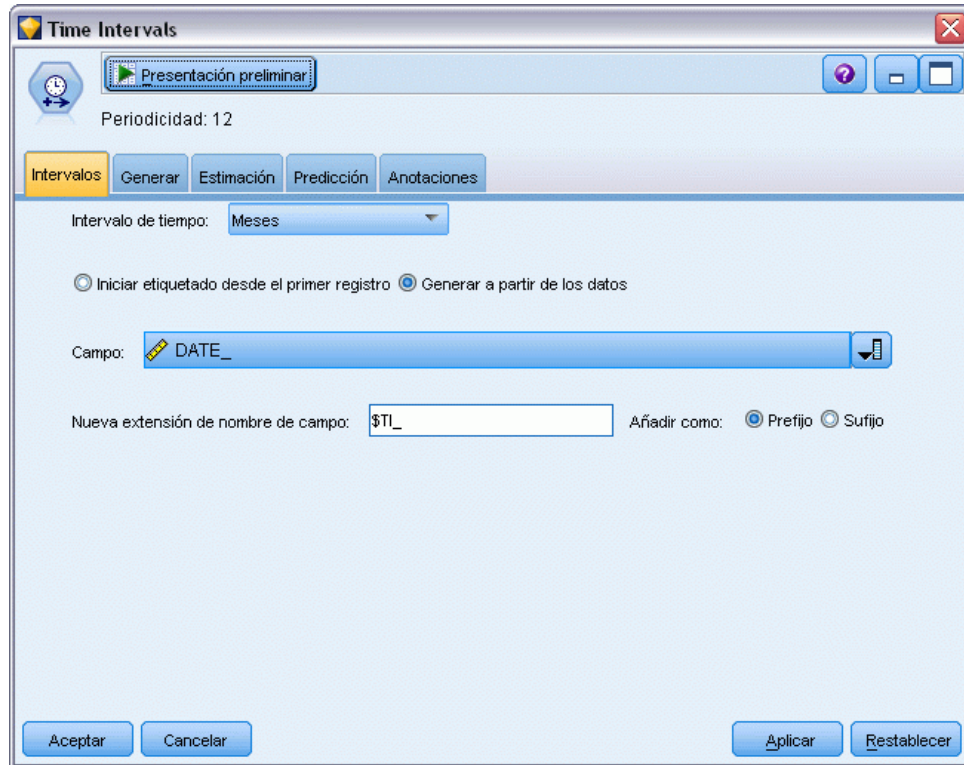 Time Intervals
Presentación preliminar
Periodicidad: 12
Intervalos Generar Estimación Predicción Anotaciones
Intervalo de tiempo: Meses
Iniciar etiquetado desde el primer registro Generar a partir de los datos
Campo: DATE_
Nueva extensión de nombre de campo: $TI_ Añadir como: Prefijo Sufijo
Aceptar Cancelar Aplicar Restablecer